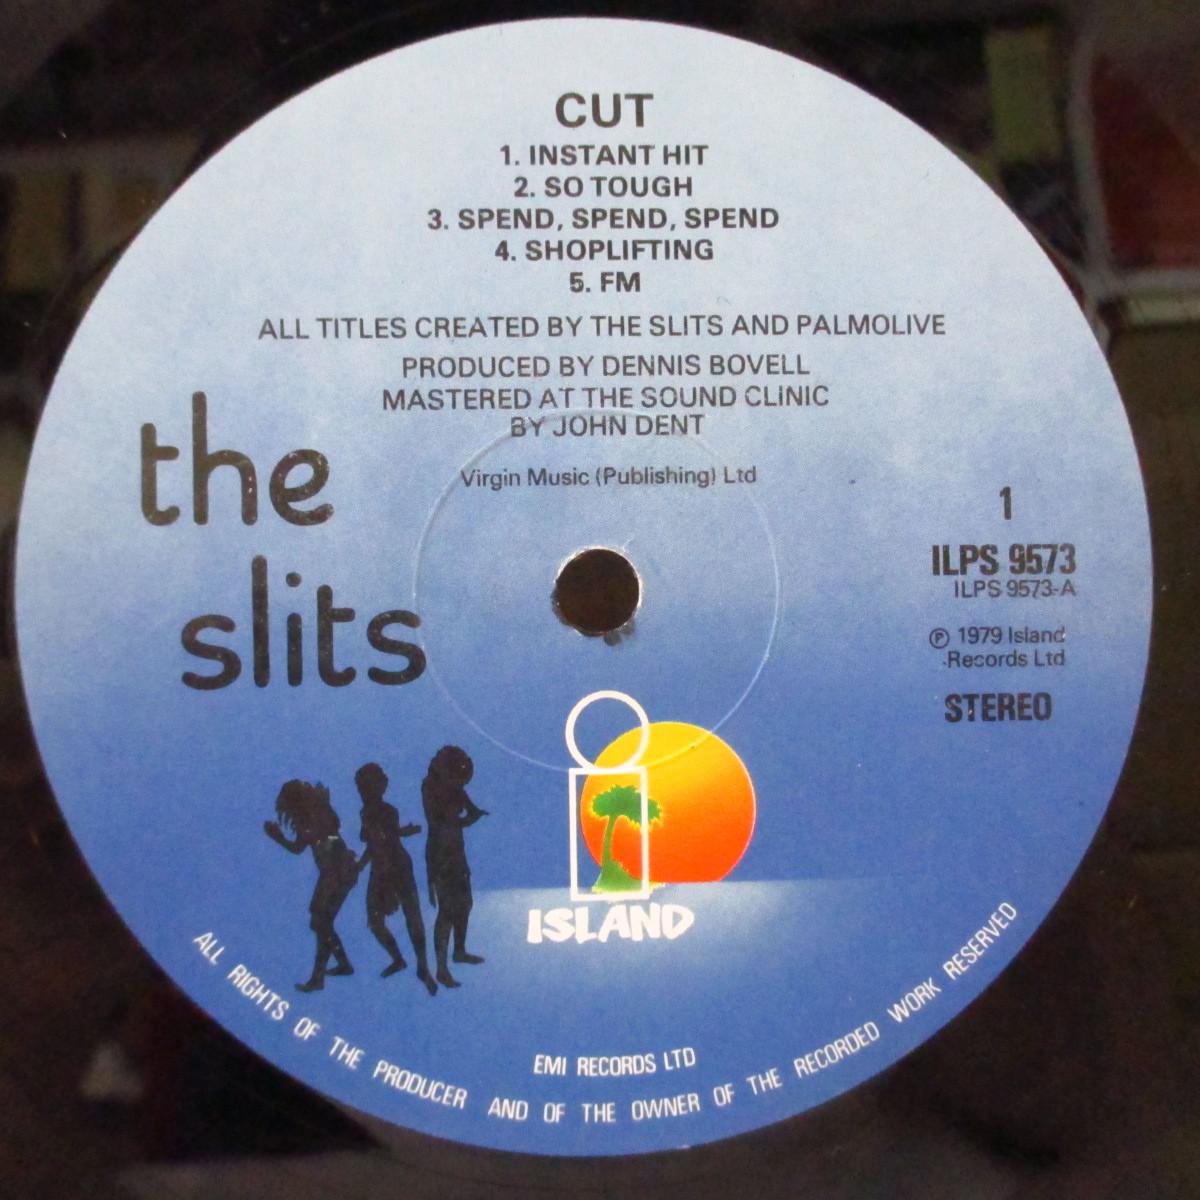 CUT
1. INSTANT HIT
2. SO TOUGH
3. SPEND, SPEND, SPEND
4. SHOPLIFTING
5. FM
ALL TITLES CREATED BY THE SLITS AND PALMOLIVE
PRODUCED BY DENNIS BOVELL
MASTERED AT THE SOUND CLINIC
BY JOHN DENT
Virgin Music (Publishing) Ltd
the
slits
1
ILPS 9573
ILPS 9573-A
℗ 1979 Island
Records Ltd
STEREO
ISLAND
EMI RECORDS LTD
ALL RIGHTS OF THE PRODUCER AND OF THE OWNER OF THE RECORDED WORK RESERVED